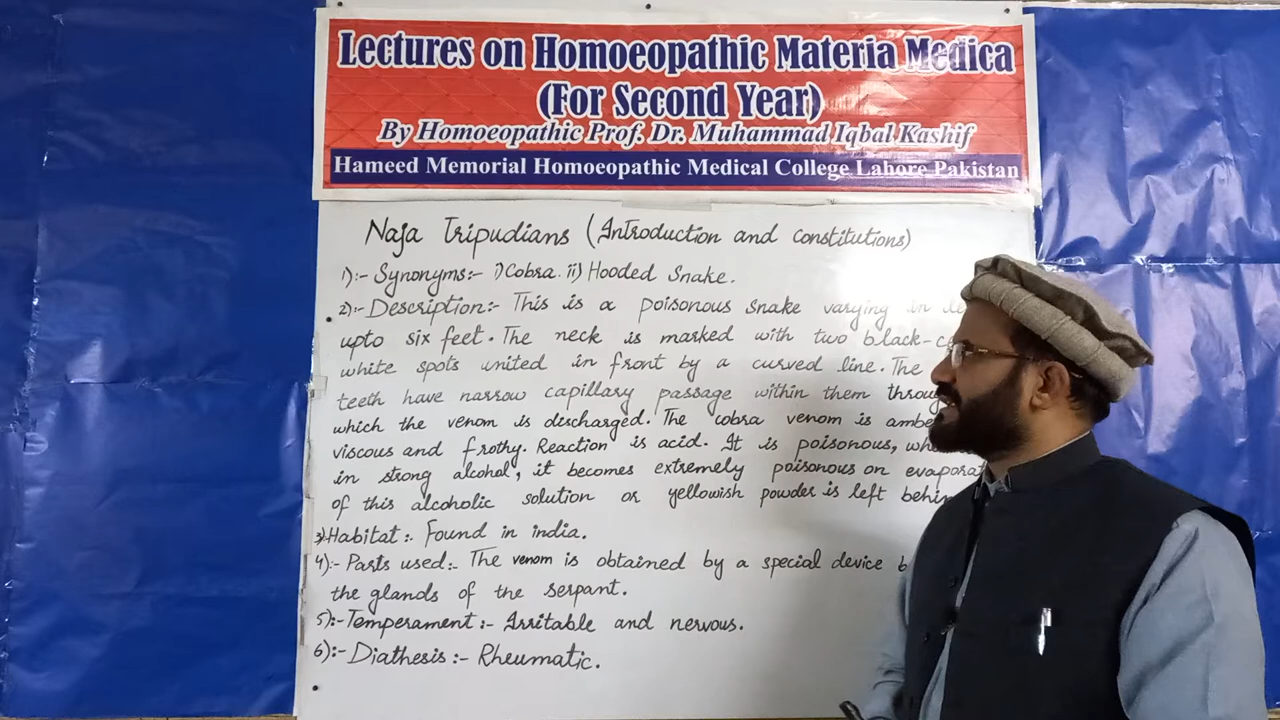 Lectures on Homoeopathic Materia Medica
(For Second Year)
By Homoeopathic Prof. Dr. Muhammad Iqbal Kashif
Hameed Memorial Homoeopathic Medical College Lahore Pakistan
Naja Tripudians (Introduction and constitutions)
1):- Synonyms:- i) Cobra ii) Hooded Snake.
2):- Description:- This is a poisonous snake varying in
upto six feet. The neck is marked with two black-
white spots united in front by a curved line. The
teeth have narrow capillary passage within them
which the venom is discharged. The cobra venom is
viscous and frothy. Reaction is acid. It is poisonous,
in strong alcohol, it becomes extremely poisonous on
of this alcoholic solution or yellowish powder is left
3):-Habitat:- Found in india.
4):- Parts used:- The venom is obtained by a special device
the glands of the serpant.
5):-Temperament:- Irritable and nervous.
6):- Diathesis:- Rheumatic.